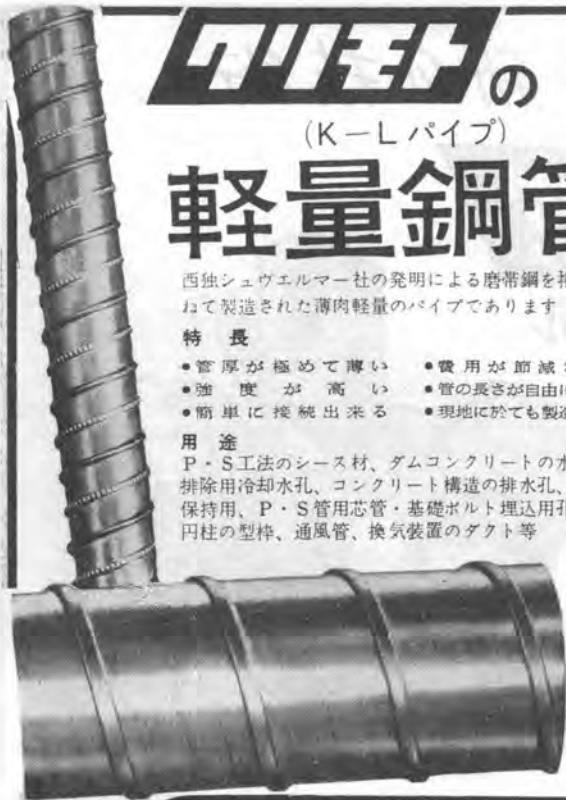 クリモトの
(K-Lパイプ)
軽量鋼管
西独シュヴエルマー社の発明による磨帯鋼を
ねて製造された薄肉軽量のパイプであります
特長
•管厚が極めて薄い •費用が節減
•強度が高い •管の長さが自由に
•簡単に接続出来る •現地に於ても製造
用途
P・S工法のシース材、ダムコンクリートの水
排除用冷却水孔、コンクリート構造の排水孔、
保持用、P・S管用芯管・基礎ボルト埋込用孔
円柱の型枠、通風管、換気装置のダクト等